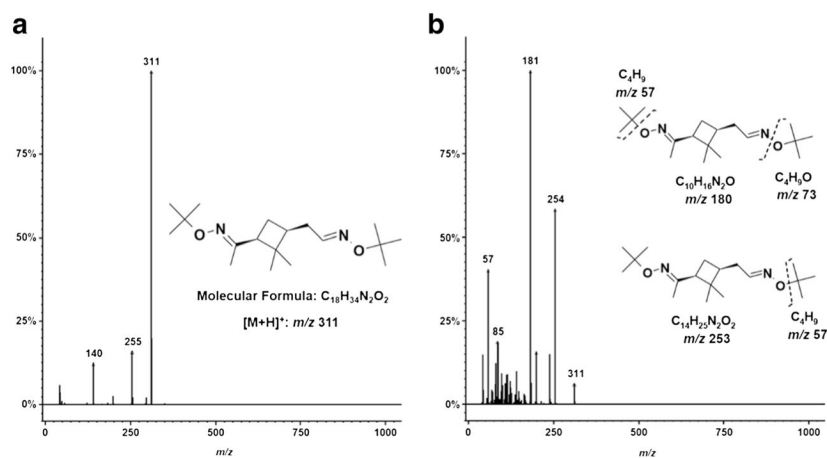 a
100%
75%
50%
25%
0%
311
255
140
O
N
N
O
Molecular Formula: C₁₈H₃₄N₂O₂
[M+H]⁺: m/z 311
0
250
500
750
1000
m/z
b
100%
75%
50%
25%
0%
181
254
57
85
311
C₄H₉
m/z 57
O
N
N
O
C₁₀H₁₆N₂O
m/z 180
C₄H₉O
m/z 73
O
N
N
O
C₁₄H₂₅N₂O₂
m/z 253
C₄H₉
m/z 57
0
250
500
750
1000
m/z